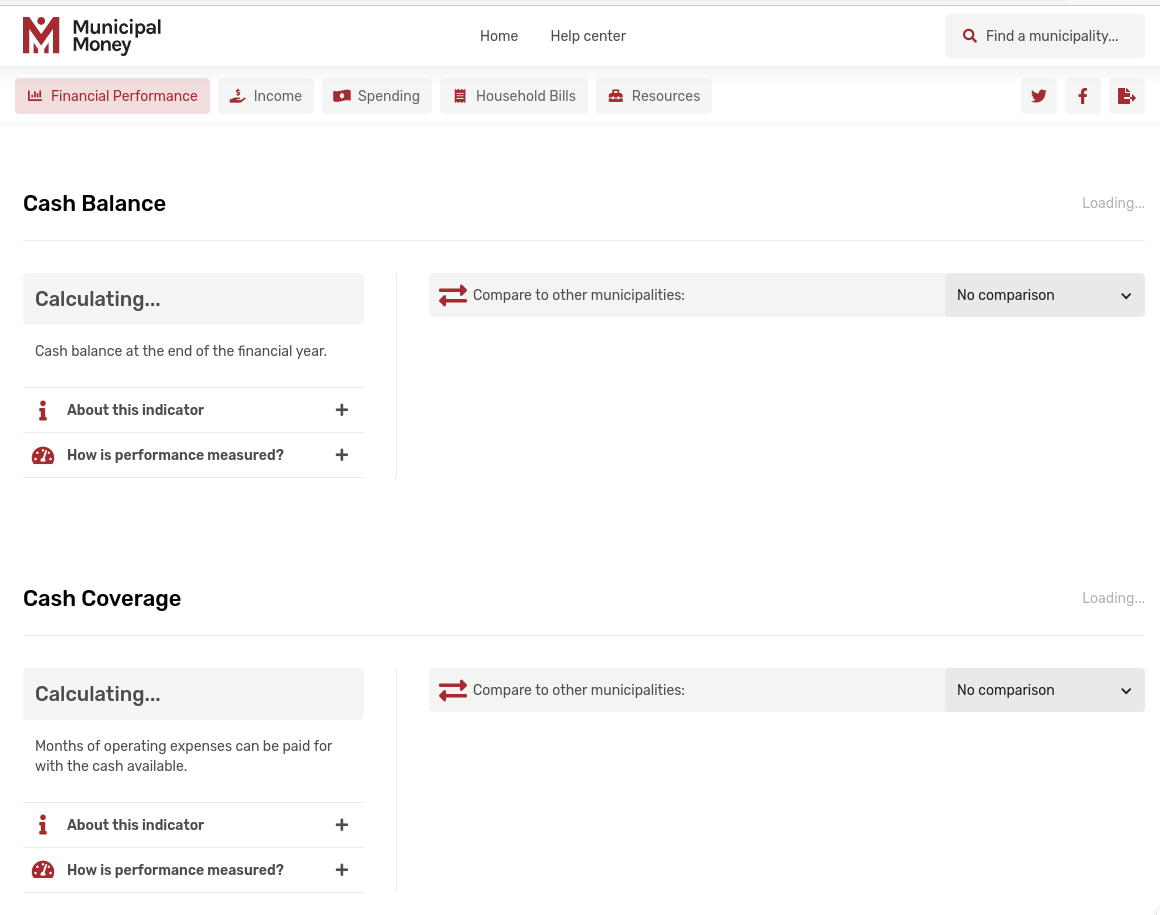 Municipal
Money
Home
Help center
Find a municipality...
Financial Performance
Income
Spending
Household Bills
Resources
Cash Balance
Loading...
Calculating...
Compare to other municipalities:
No comparison
Cash balance at the end of the financial year.
About this indicator
How is performance measured?
Cash Coverage
Loading...
Calculating...
Compare to other municipalities:
No comparison
Months of operating expenses can be paid for
with the cash available.
About this indicator
How is performance measured?